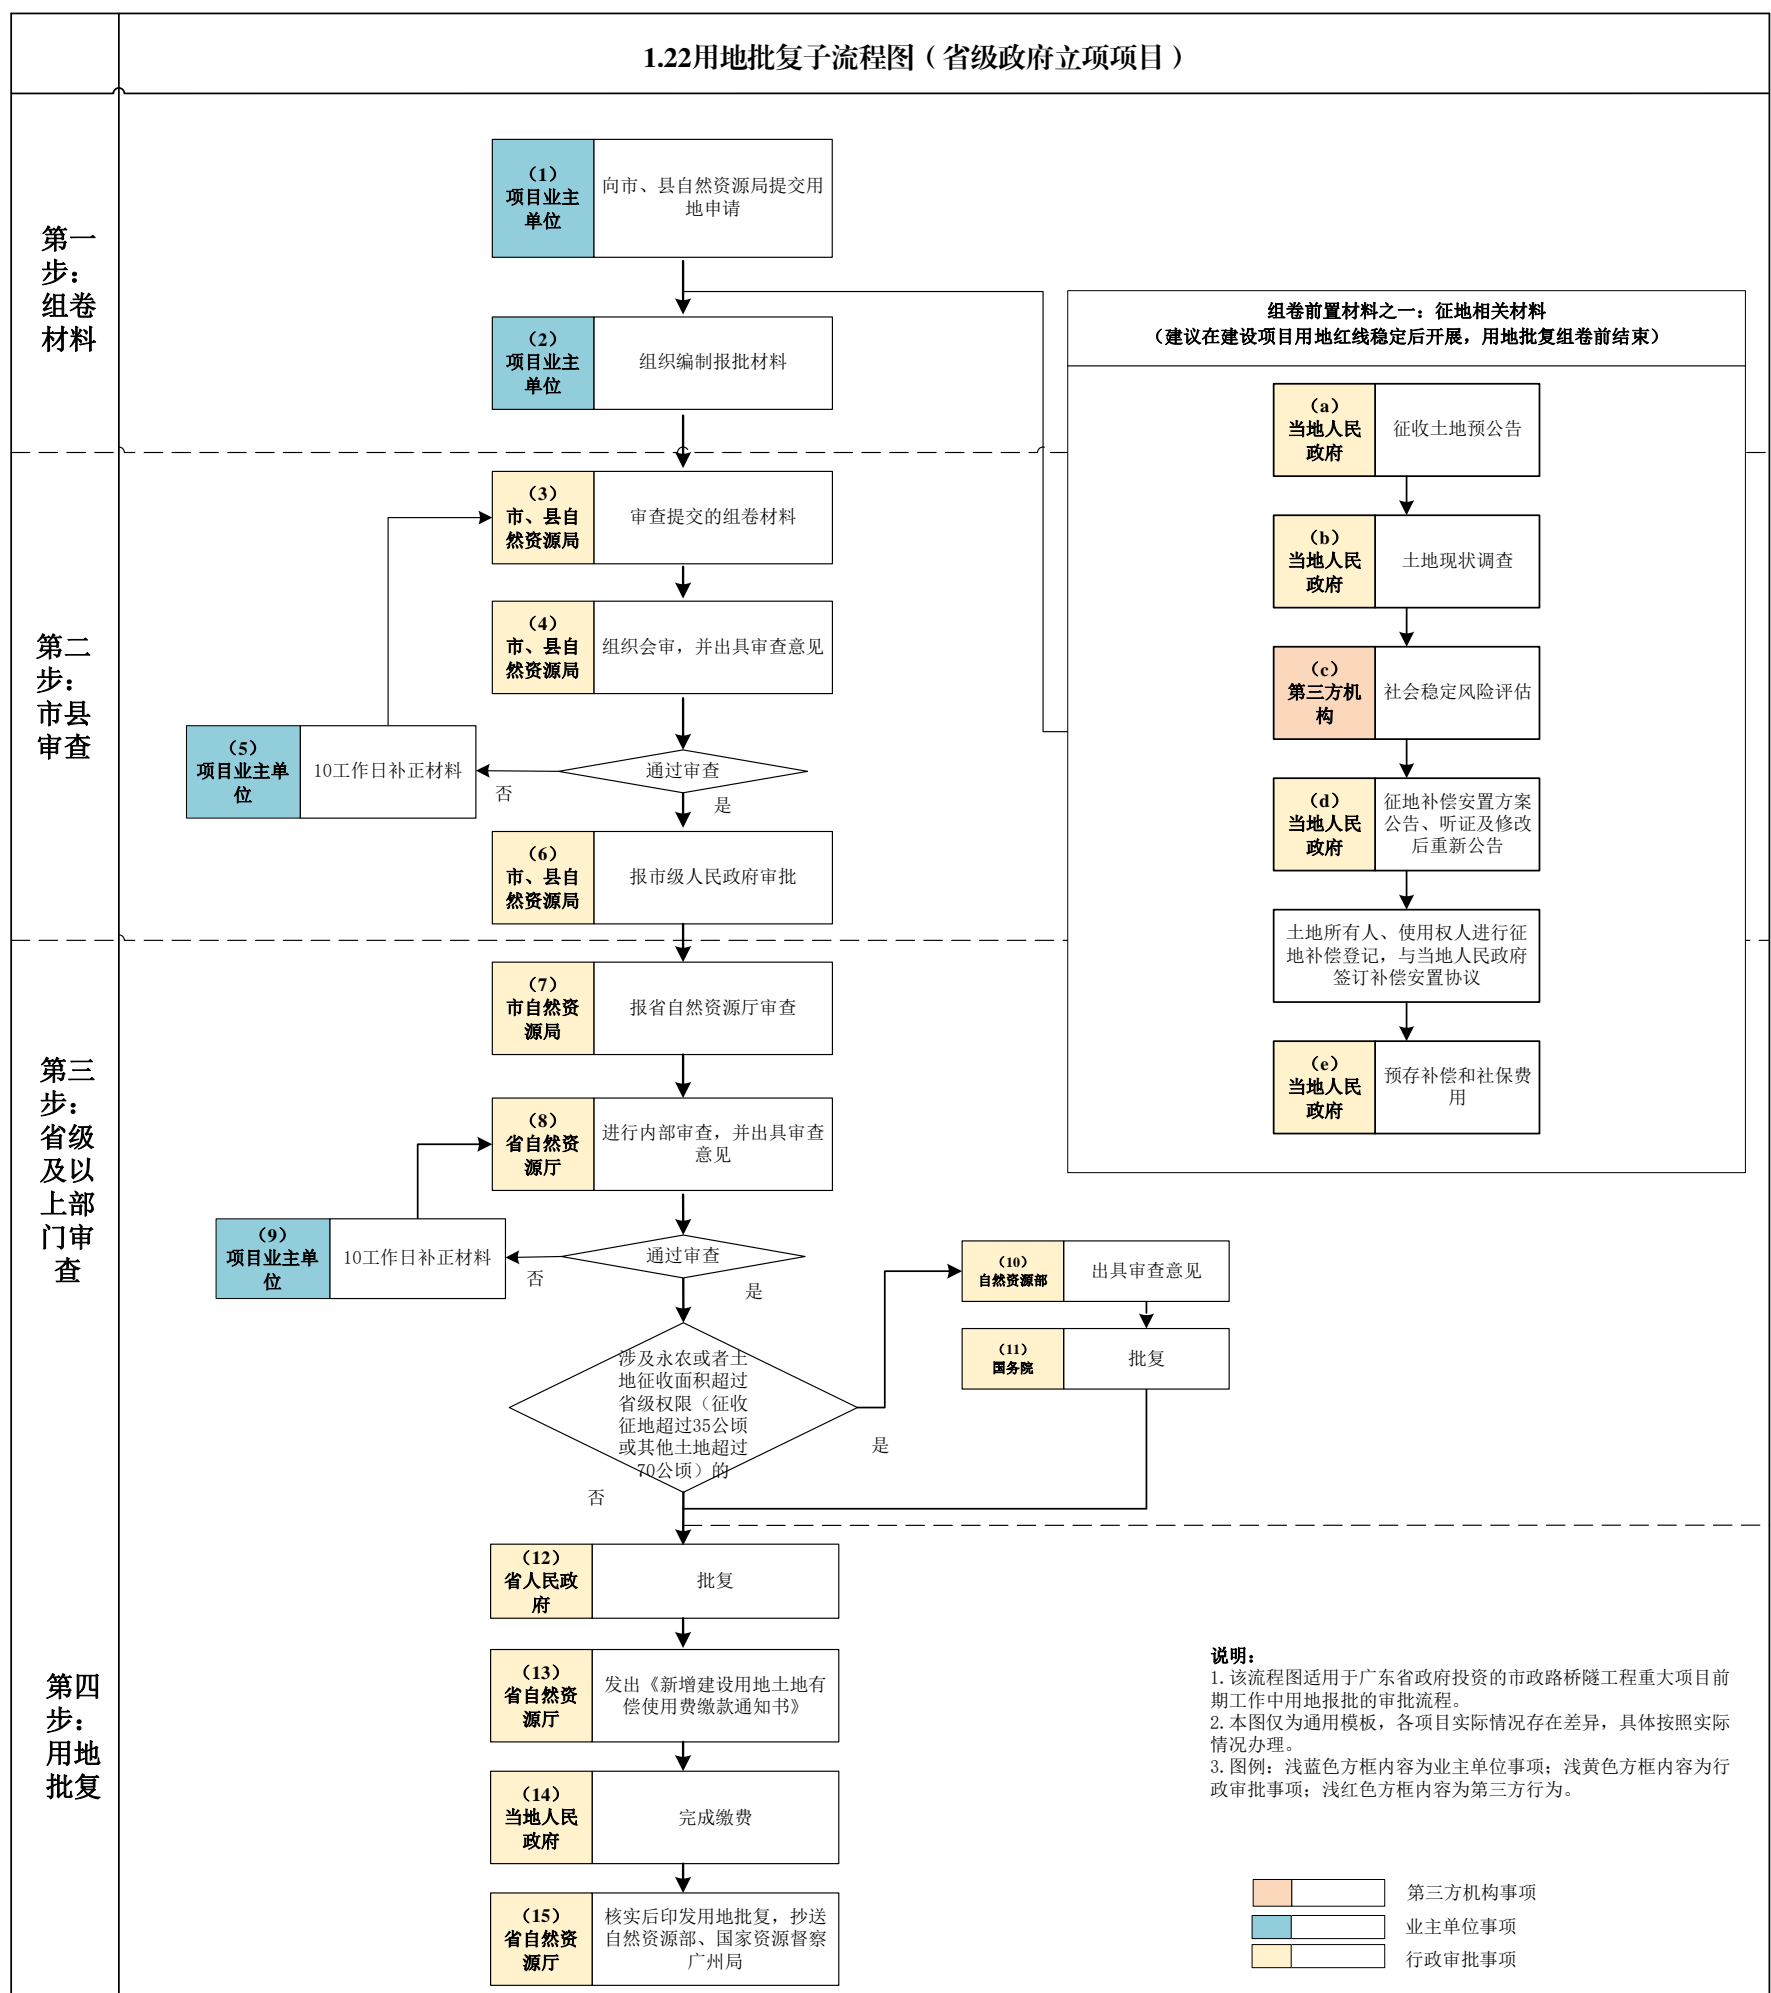 1.22用地批复子流程图（省级政府立项项目）
第一
步：
组卷
材料
（1）
项目业主
单位
向市、县自然资源局提交用
地申请
（2）
项目业主
单位
组织编制报批材料
组卷前置材料之一：征地相关材料
（建议在建设项目用地红线稳定后开展，用地批复组卷前结束）
（a）
当地人民
政府
征收土地预公告
（b）
当地人民
政府
土地现状调查
（c）
第三方机
构
社会稳定风险评估
（d）
当地人民
政府
征地补偿安置方案
公告、听证及修改
后重新公告
土地所有人、使用权人进行征
地补偿登记，与当地人民政府
签订补偿安置协议
（e）
当地人民
政府
预存补偿和社保费
用
第二
步：
市县
审查
（3）
市、县自
然资源局
审查提交的组卷材料
（4）
市、县自
然资源局
组织会审，并出具审查意见
通过审查
否
是
（5）
项目业主单
位
10工作日补正材料
（6）
市、县自
然资源局
报市级人民政府审批
第三
步：
省级
及以
上部
门审
查
（7）
市自然资
源局
报省自然资源厅审查
（8）
省自然资
源厅
进行内部审查，并出具审查
意见
通过审查
否
是
（9）
项目业主单
位
10工作日补正材料
涉及永农或者土
地征收面积超过
省级权限（征收
征地超过35公顷
或其他土地超过
70公顷）的
是
否
（10）
自然资源部
出具审查意见
（11）
国务院
批复
第四
步：
用地
批复
（12）
省人民政
府
批复
（13）
省自然资
源厅
发出《新增建设用地土地有
偿使用费缴款通知书》
（14）
当地人民
政府
完成缴费
（15）
省自然资
源厅
核实后印发用地批复，抄送
自然资源部、国家资源督察
广州局
说明：
1.该流程图适用于广东省政府投资的市政路桥隧工程重大项目前
期工作中用地报批的审批流程。
2.本图仅为通用模板，各项目实际情况存在差异，具体按照实际
情况办理。
3.图例：浅蓝色方框内容为业主单位事项；浅黄色方框内容为行
政审批事项；浅红色方框内容为第三方行为。
第三方机构事项
业主单位事项
行政审批事项